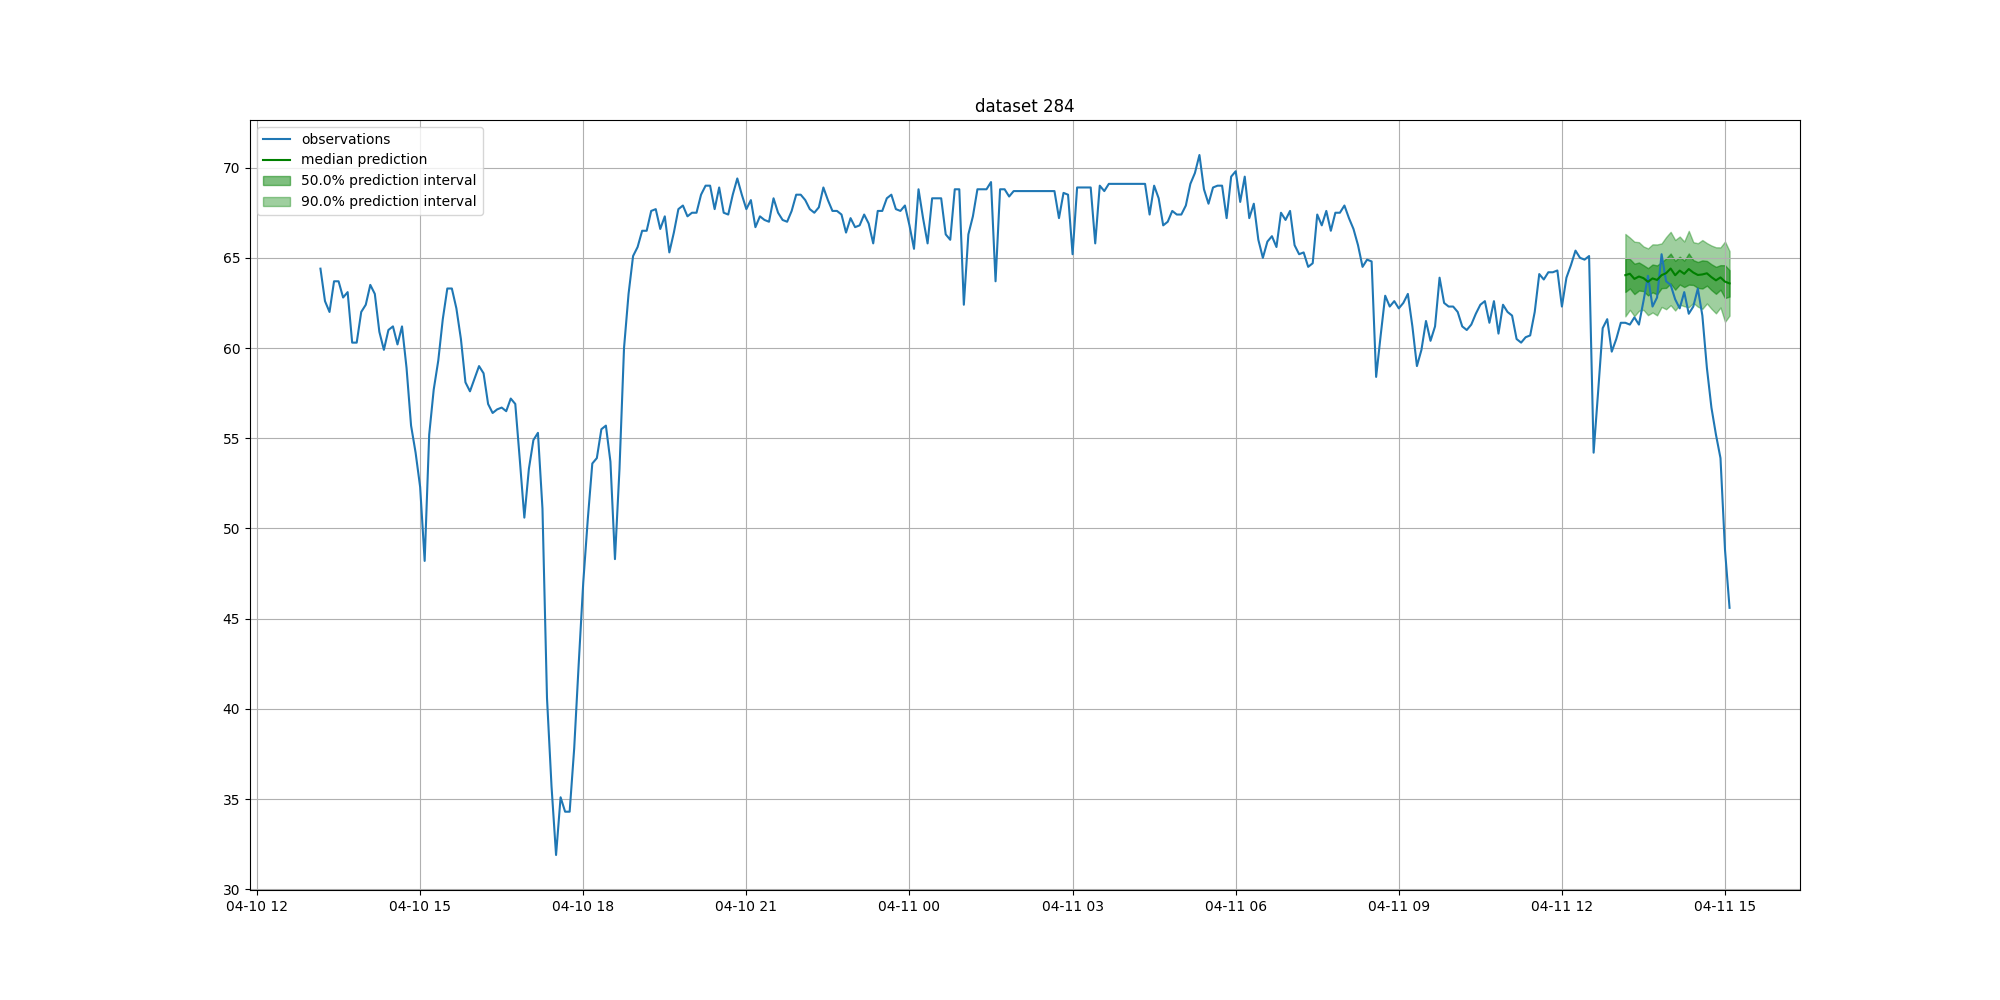 dataset 284
observations
median prediction
50.0% prediction interval
90.0% prediction interval
70
65
60
55
50
45
40
35
30
04-10 12 04-10 15 04-10 18 04-10 21 04-11 00 04-11 03 04-11 06 04-11 09 04-11 12 04-11 15